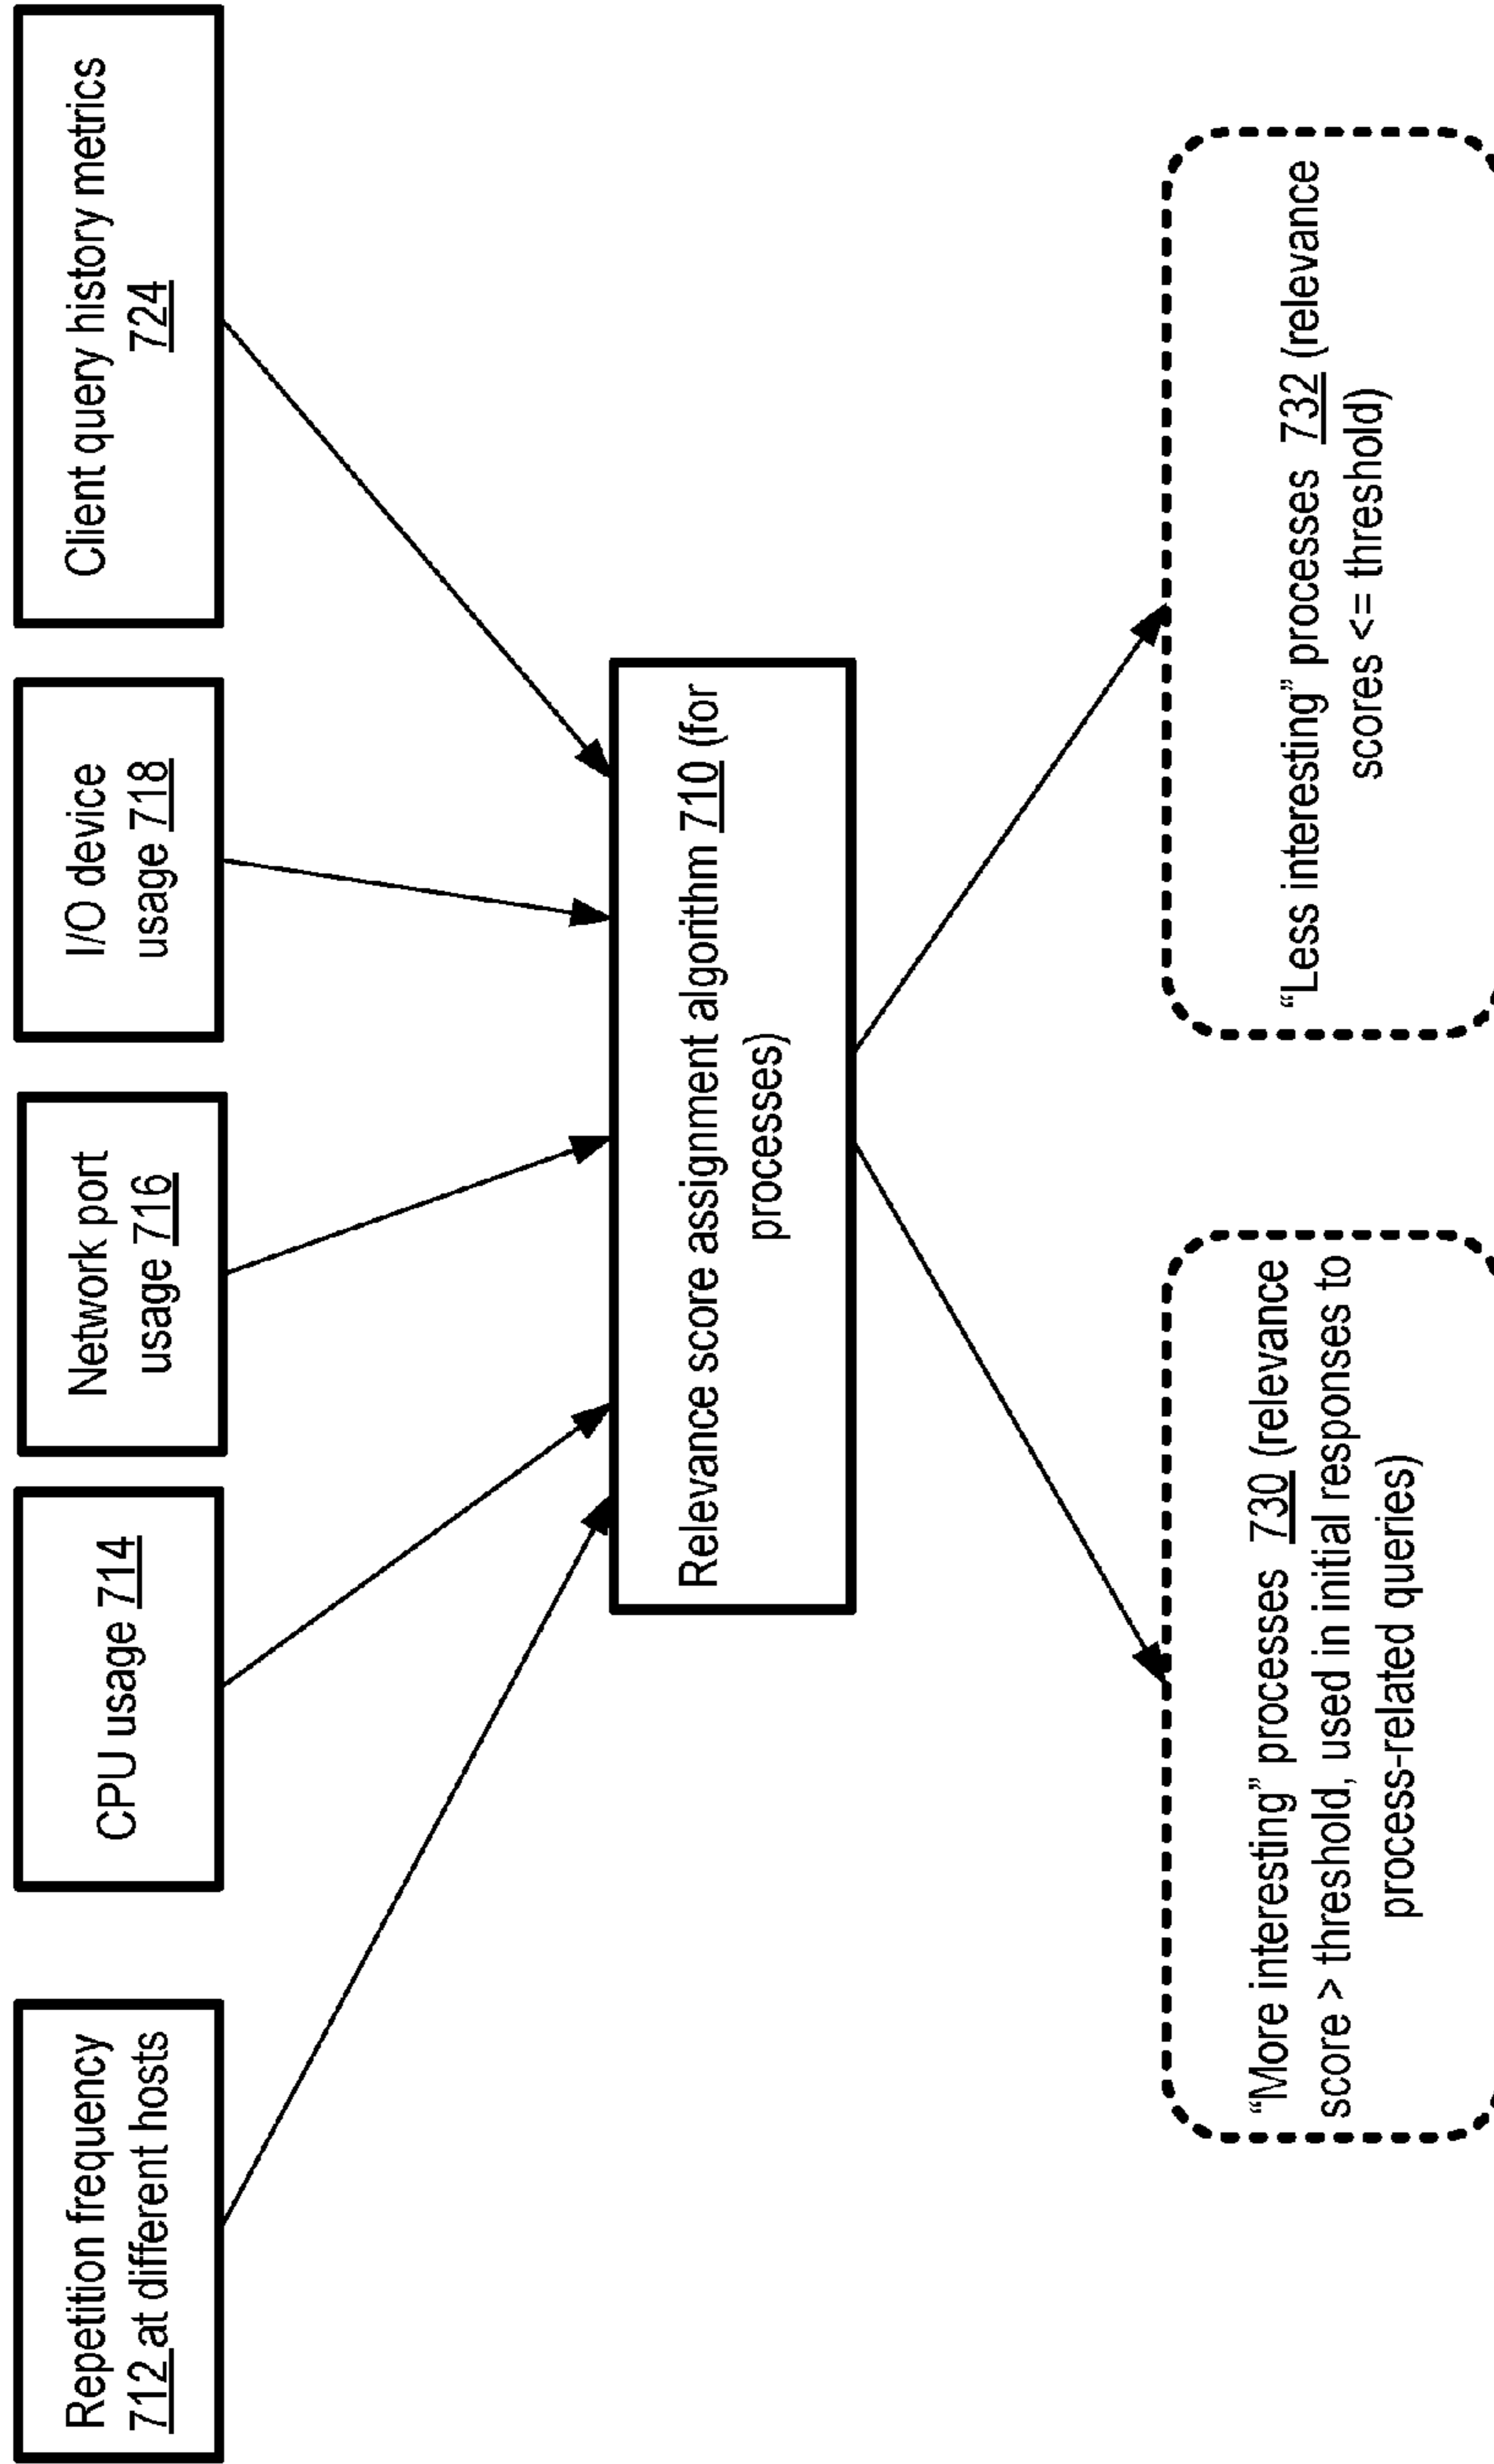 Repetition frequency
712 at different hosts
CPU usage 714
Network port
usage 716
I/O device
usage 718
Client query history metrics
724
Relevance score assignment algorithm 710 (for
processes)
“More interesting” processes 730 (relevance
score > threshold, used in initial responses to
process-related queries)
“Less interesting” processes 732 (relevance
scores <= threshold)